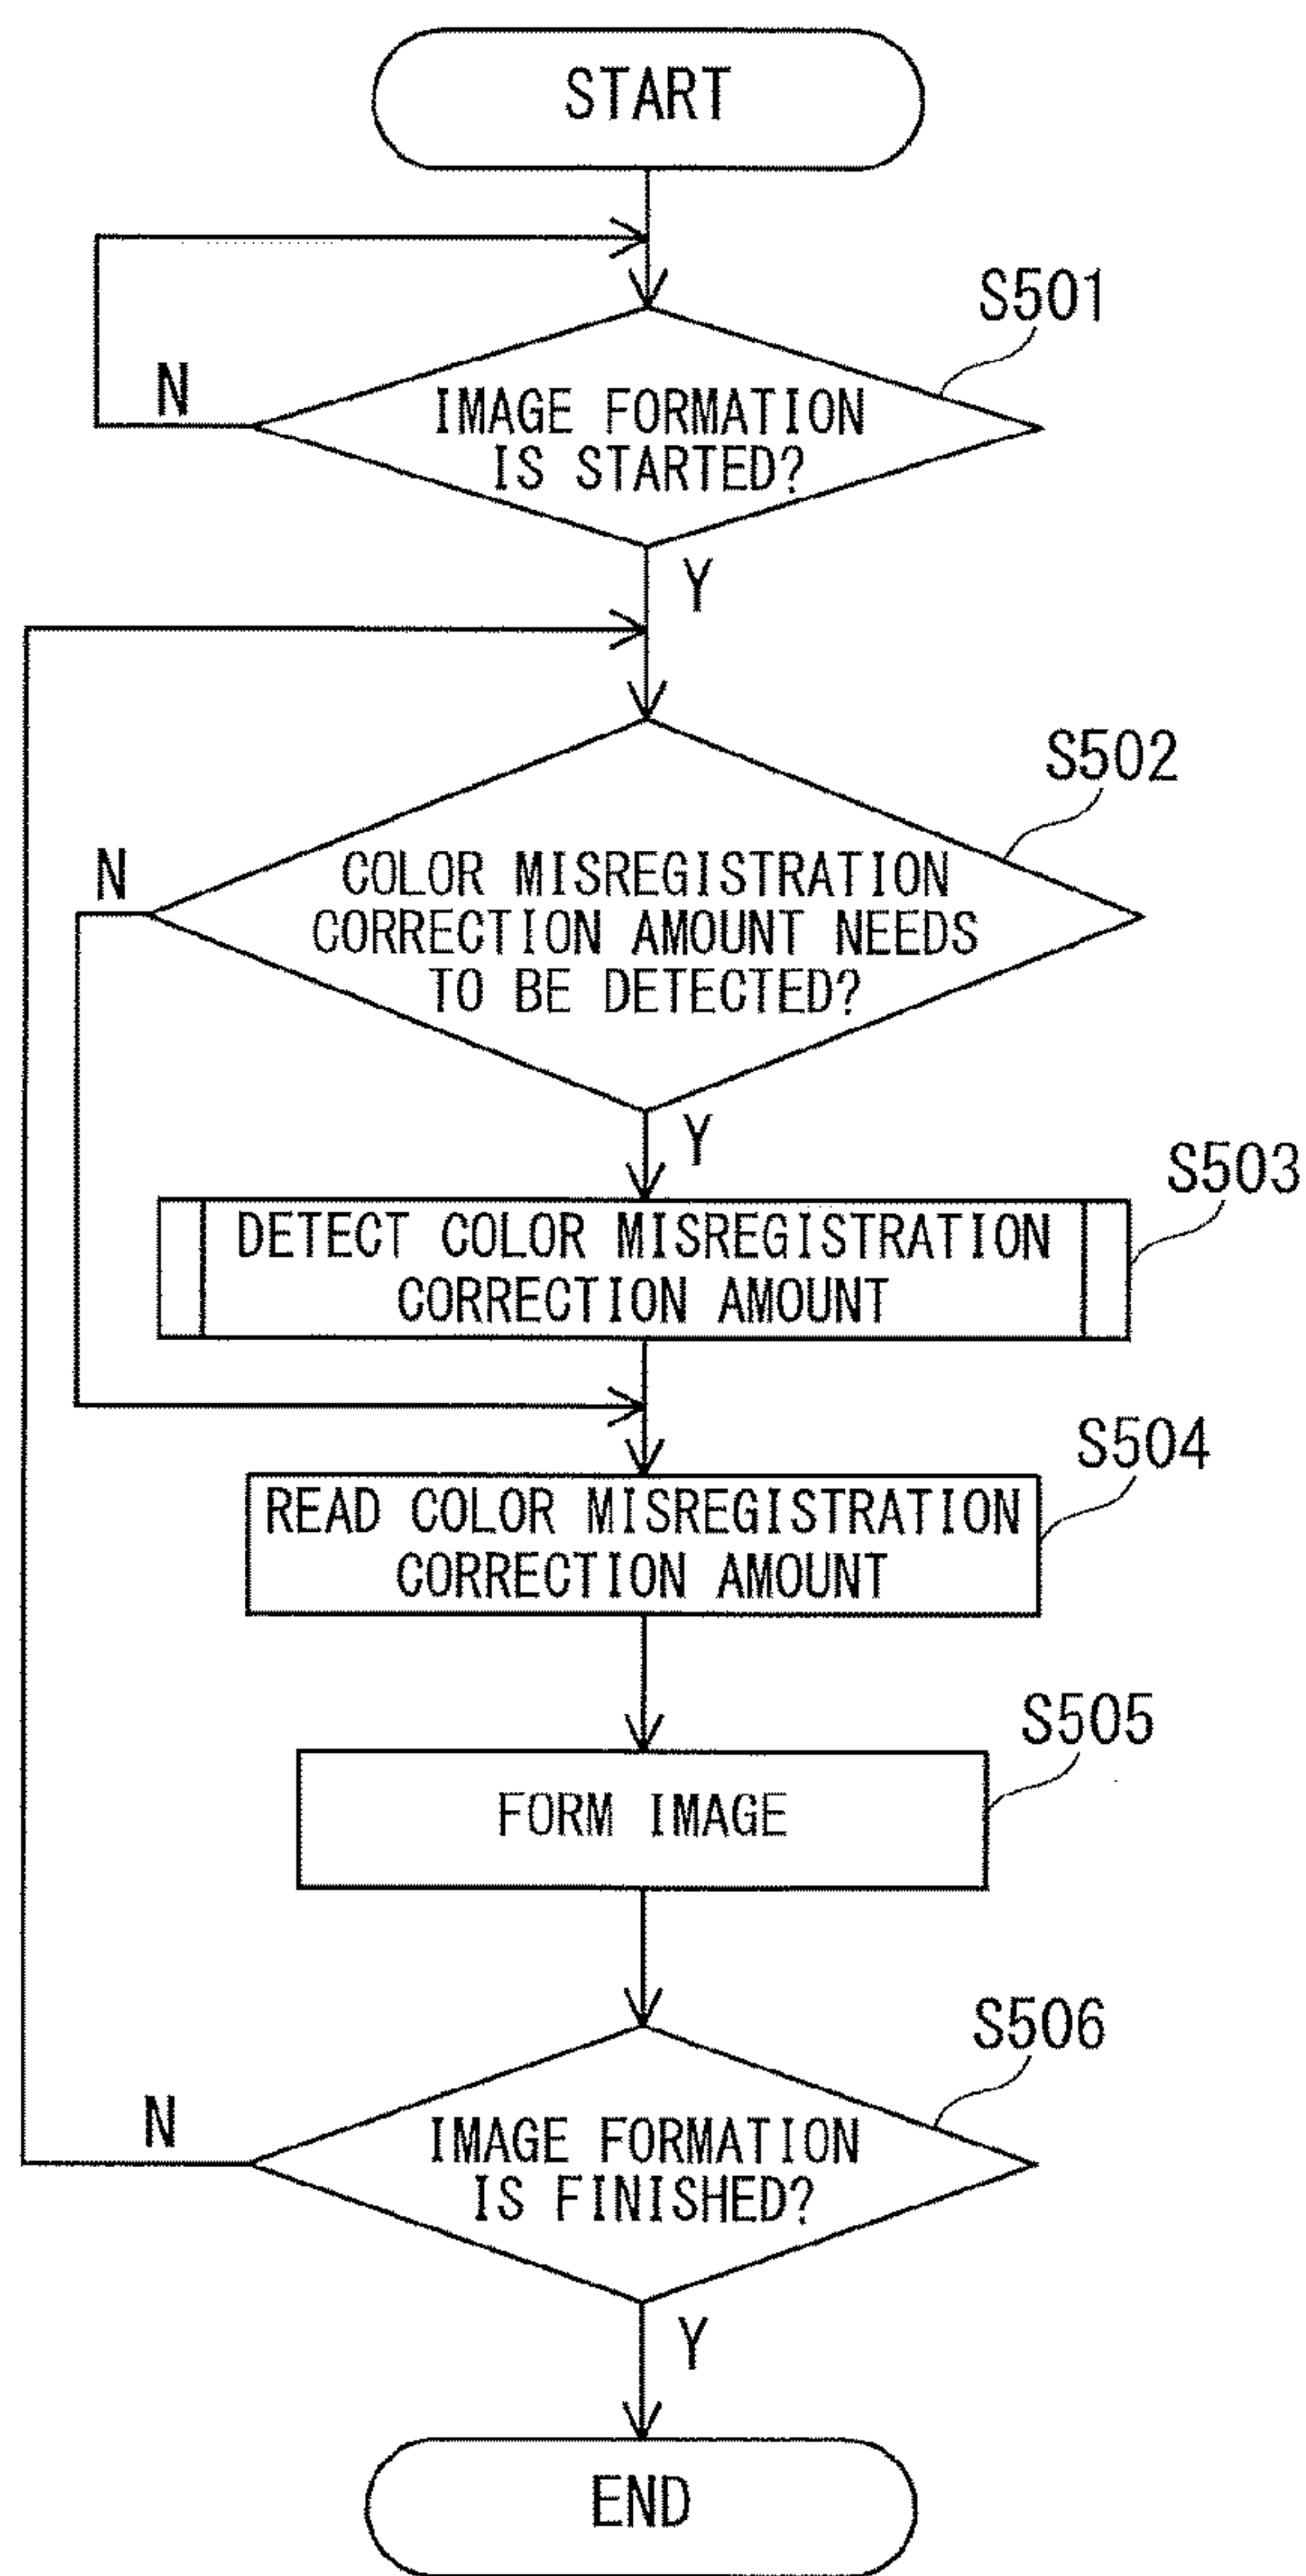 START
S501
N
IMAGE FORMATION
IS STARTED?
Y
S502
N
COLOR MISREGISTRATION
CORRECTION AMOUNT NEEDS
TO BE DETECTED?
Y
S503
DETECT COLOR MISREGISTRATION
CORRECTION AMOUNT
S504
READ COLOR MISREGISTRATION
CORRECTION AMOUNT
S505
FORM IMAGE
S506
N
IMAGE FORMATION
IS FINISHED?
Y
END